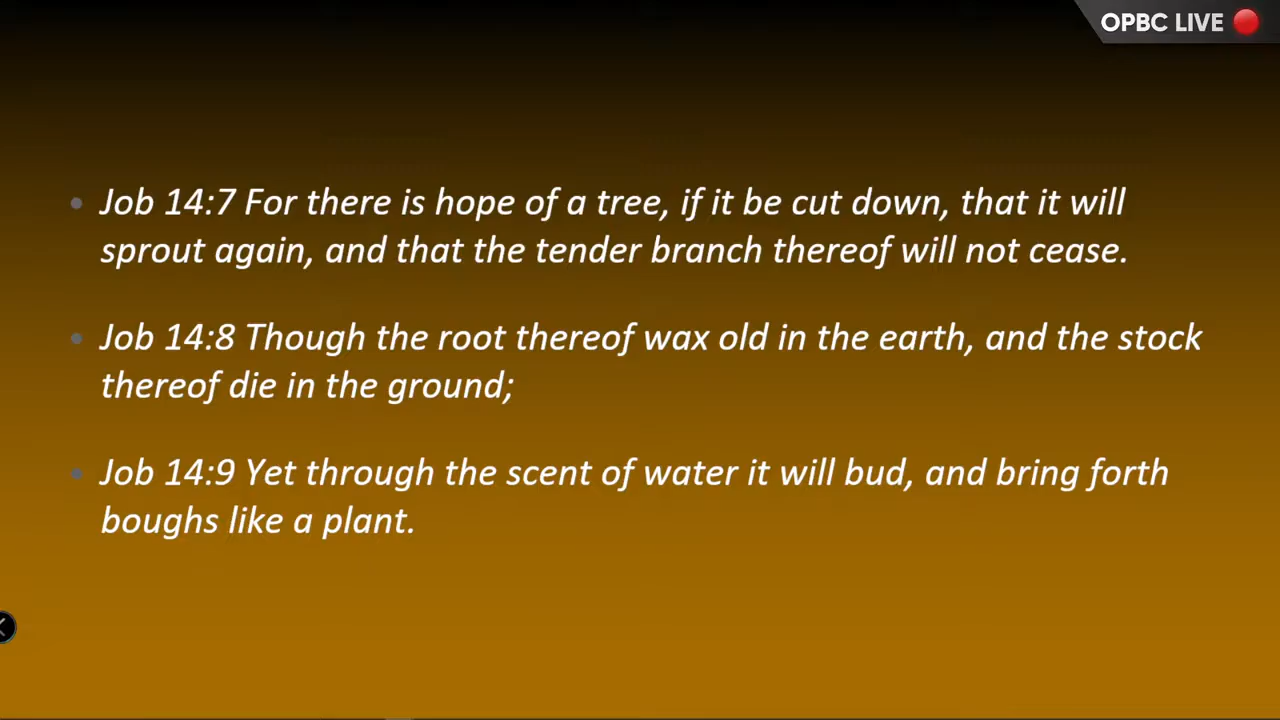 OPBC LIVE
• Job 14:7 For there is hope of a tree, if it be cut down, that it will
sprout again, and that the tender branch thereof will not cease.
• Job 14:8 Though the root thereof wax old in the earth, and the stock
thereof die in the ground;
• Job 14:9 Yet through the scent of water it will bud, and bring forth
boughs like a plant.